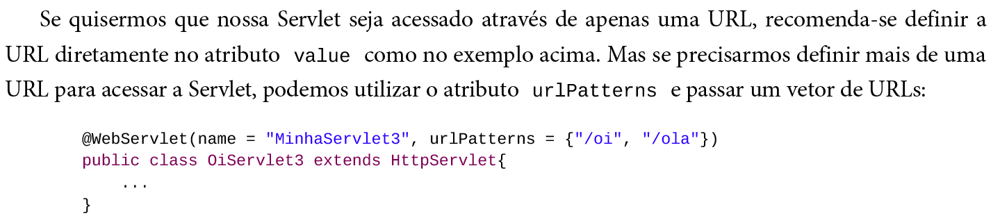 Se quisermos que nossa Servlet seja acessado através de apenas uma URL, recomenda-se definir a
URL diretamente no atributo value como no exemplo acima. Mas se precisarmos definir mais de uma
URL para acessar a Servlet, podemos utilizar o atributo urlPatterns e passar um vetor de URLs:
@WebServlet(name = "MinhaServlet3", urlPatterns = {"/oi", "/ola"})
public class OiServlet3 extends HttpServlet{
...
}